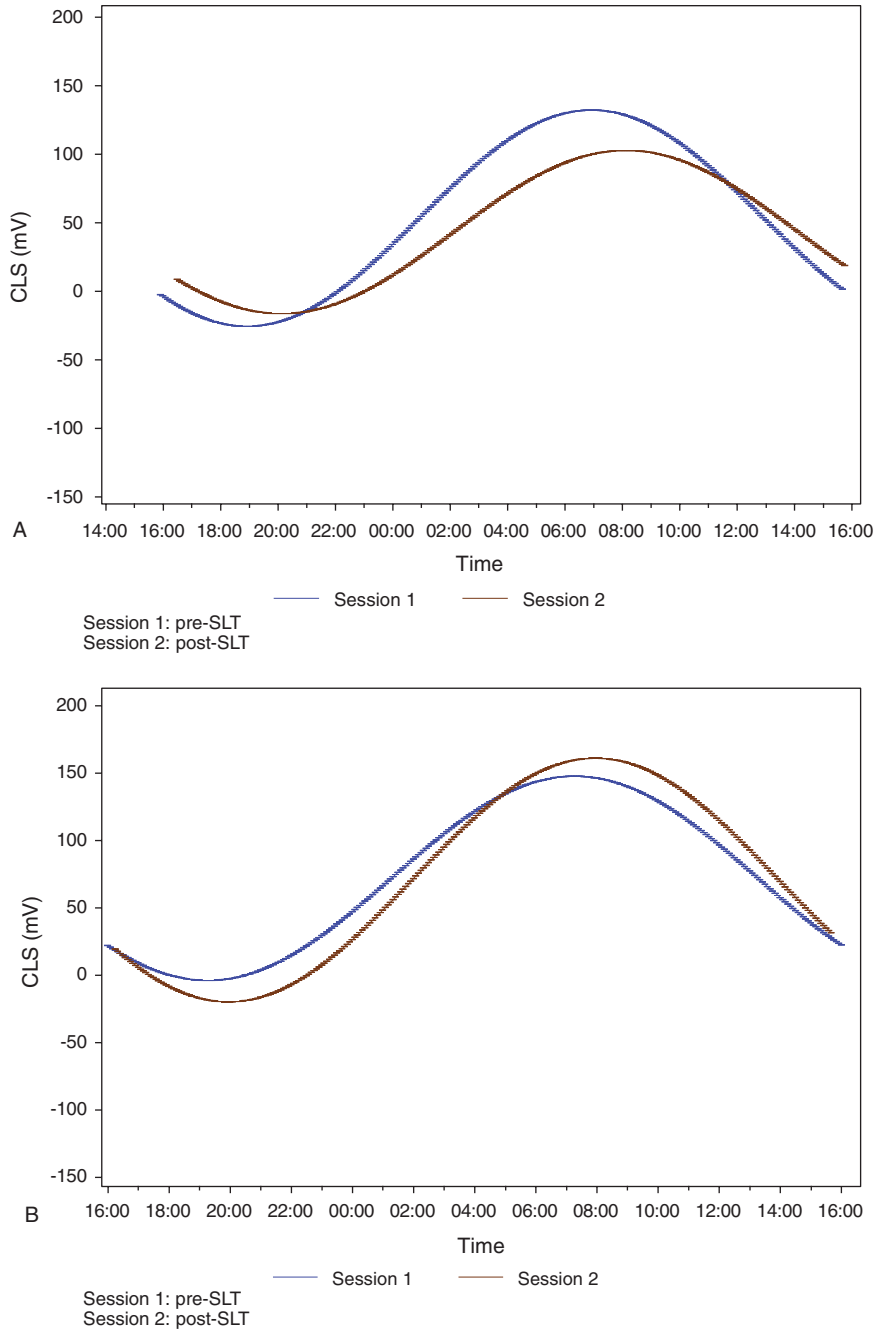 200
150
100
50
0
-50
-100
-150
CLS (mV)
A
14:00 16:00 18:00 20:00 22:00 00:00 02:00 04:00 06:00 08:00 10:00 12:00 14:00 16:00
Time
Session 1 Session 2
Session 1: pre-SLT
Session 2: post-SLT
200
150
100
50
0
-50
-100
-150
CLS (mV)
B
16:00 18:00 20:00 22:00 00:00 02:00 04:00 06:00 08:00 10:00 12:00 14:00 16:00
Time
Session 1 Session 2
Session 1: pre-SLT
Session 2: post-SLT